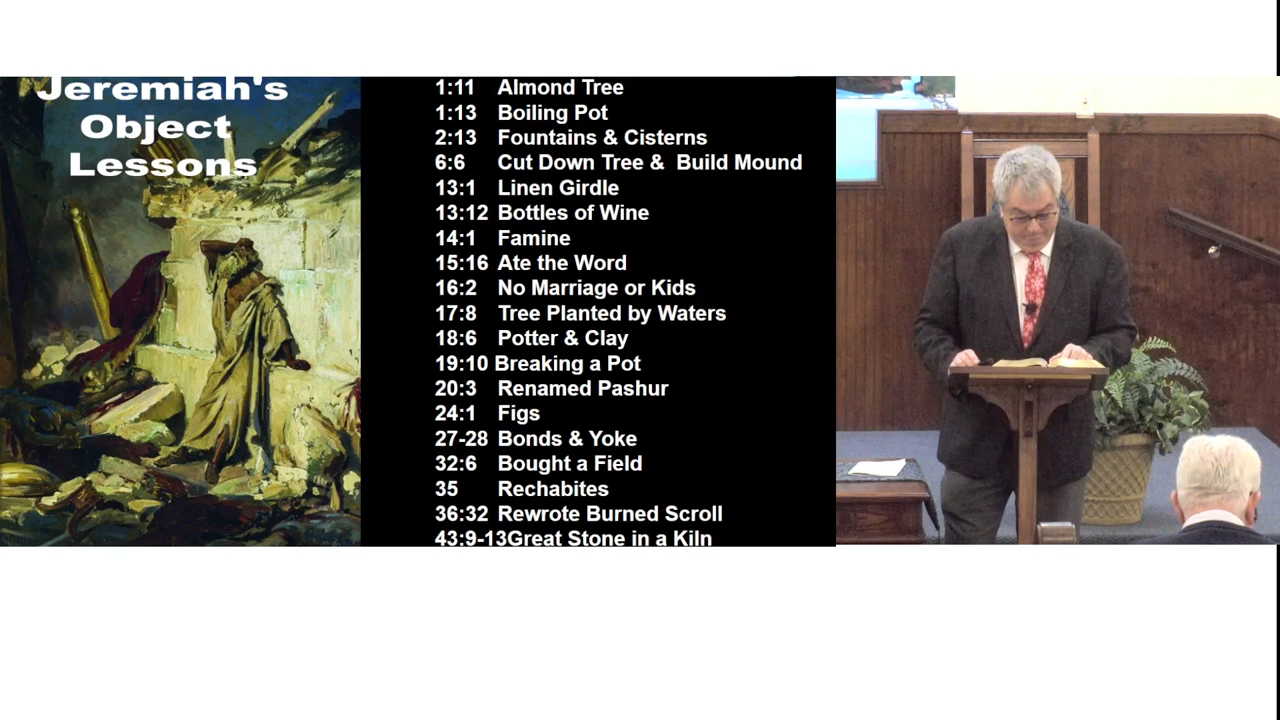 Jeremiah's
Object
Lessons
1:11 Almond Tree
1:13 Boiling Pot
2:13 Fountains & Cisterns
6:6 Cut Down Tree & Build Mound
13:1 Linen Girdle
13:12 Bottles of Wine
14:1 Famine
15:16 Ate the Word
16:2 No Marriage or Kids
17:8 Tree Planted by Waters
18:6 Potter & Clay
19:10 Breaking a Pot
20:3 Renamed Pashur
24:1 Figs
27-28 Bonds & Yoke
32:6 Bought a Field
35 Rechabites
36:32 Rewrote Burned Scroll
43:9-13Great Stone in a Kiln